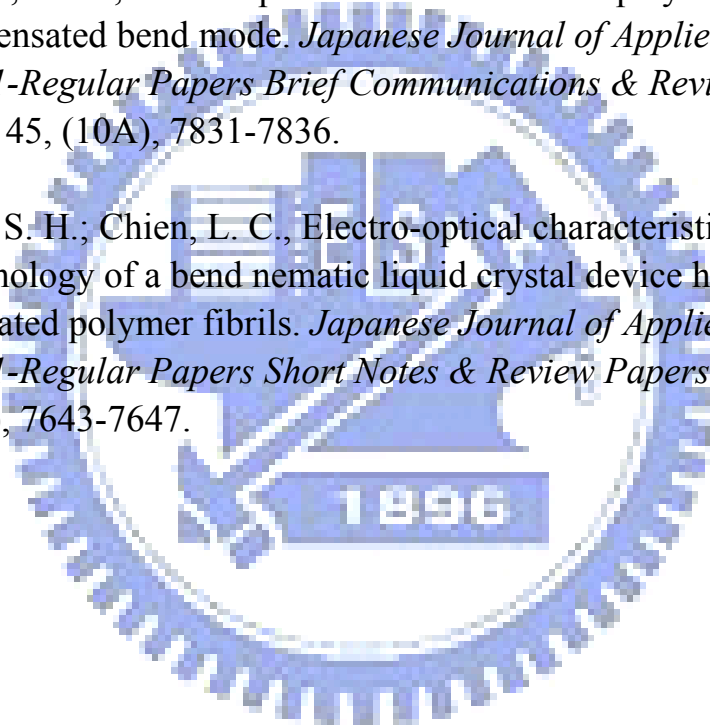 ensated bend mode. Japanese Journal of Applie
-Regular Papers Brief Communications & Revi
45, (10A), 7831-7836.
S. H.; Chien, L. C., Electro-optical characteristi
nology of a bend nematic liquid crystal device h
ated polymer fibrils. Japanese Journal of Applie
-Regular Papers Short Notes & Review Papers
, 7643-7647.
1896